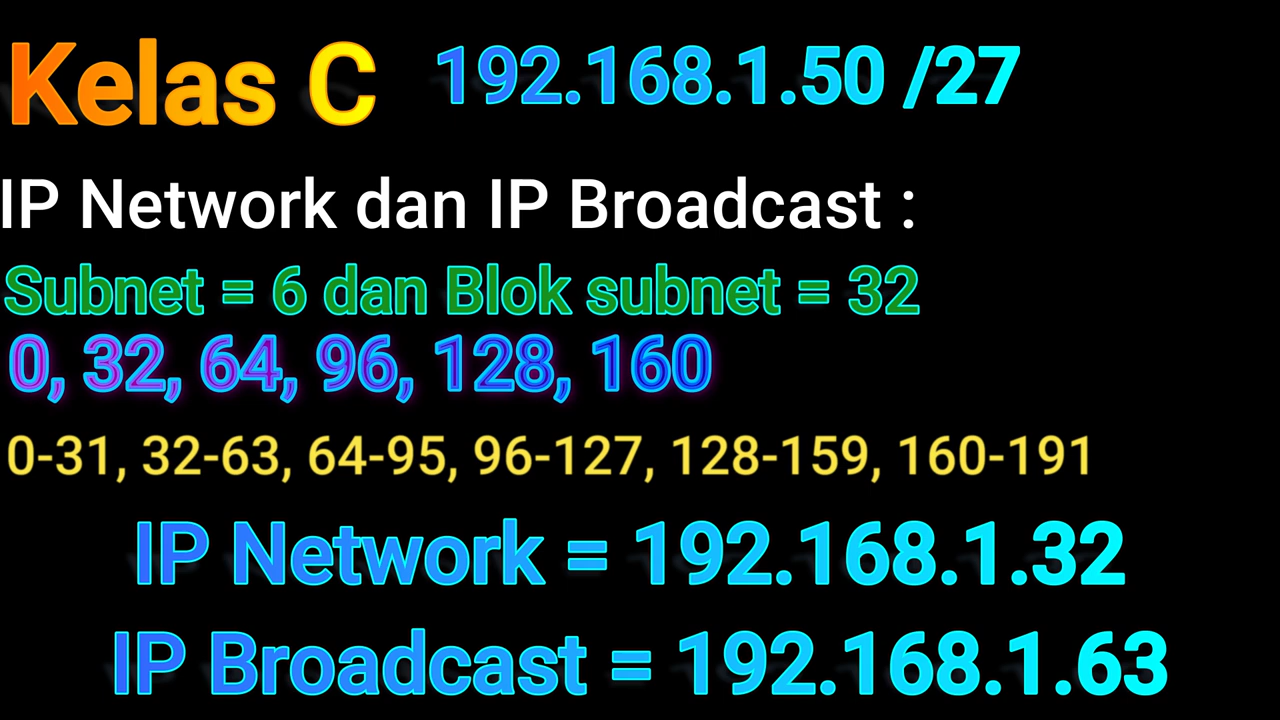 Kelas C 192.168.1.50 /27
IP Network dan IP Broadcast :
Subnet = 6 dan Blok subnet = 32
0, 32, 64, 96, 128, 160
0-31, 32-63, 64-95, 96-127, 128-159, 160-191
IP Network = 192.168.1.32
IP Broadcast = 192.168.1.63